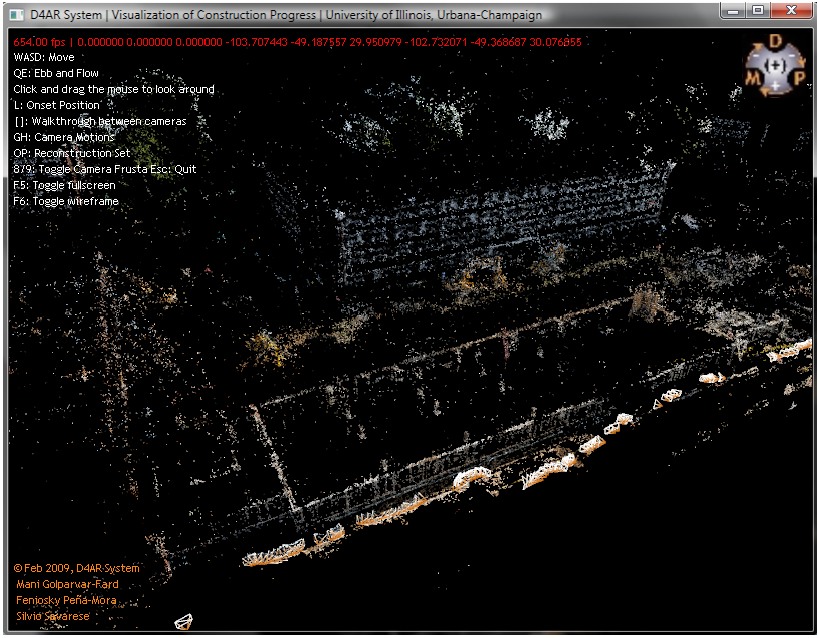 D4AR System | Visualization of Construction Progress | University of Illinois, Urbana-Champaign
654.00 fps | 0.000000 0.000000 0.000000 -103.707443 -49.187557 29.950979 -102.732071 -49.368687 30.076855
WASD: Move
QE: Ebb and Flow
Click and drag the mouse to look around
L: Onset Position
[]: Walkthrough between cameras
GH: Camera Motions
OP: Reconstruction Set
879: Toggle Camera Frusta Esc: Quit
F5: Toggle fullscreen
F6: Toggle wireframe
D
M P
© Feb 2009, D4AR System
Mani Golparvar-Fard
Feniosky Peña-Mora
Silvio Savarese